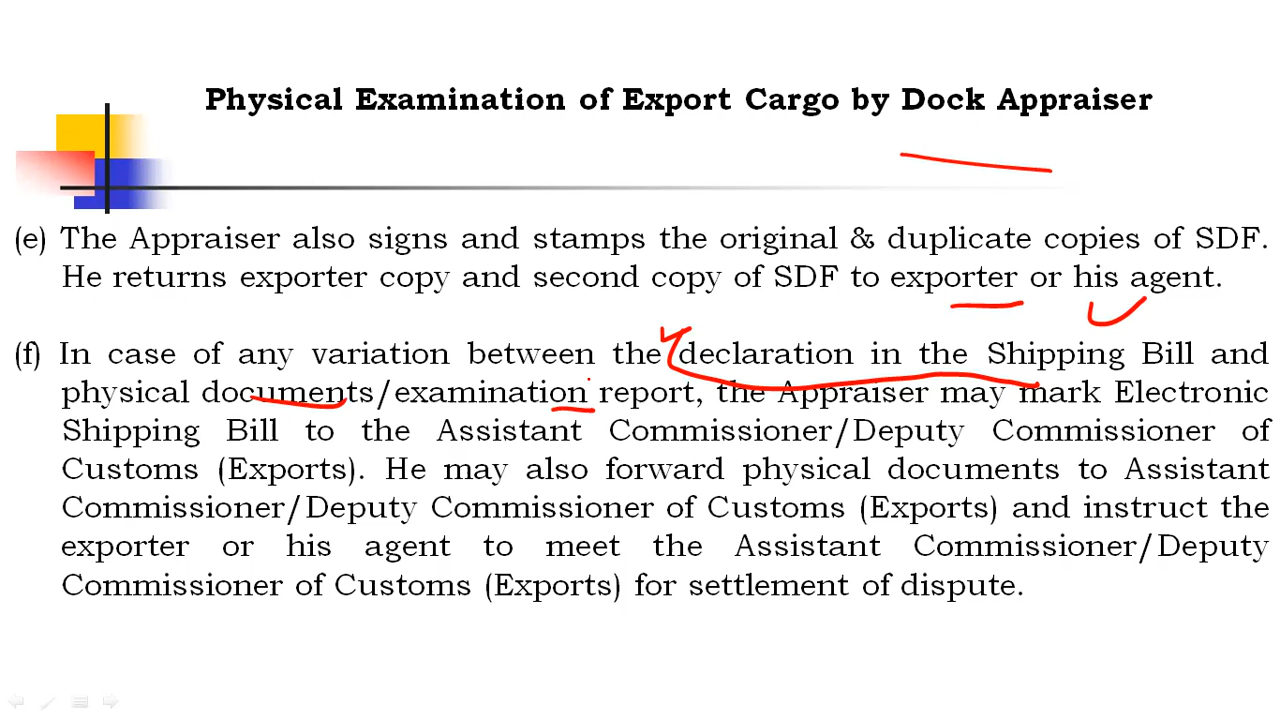 Physical Examination of Export Cargo by Dock Appraiser
(e) The Appraiser also signs and stamps the original & duplicate copies of SDF.
He returns exporter copy and second copy of SDF to exporter or his agent.
(f) In case of any variation between the declaration in the Shipping Bill and
physical documents/examination report, the Appraiser may mark Electronic
Shipping Bill to the Assistant Commissioner/Deputy Commissioner of
Customs (Exports). He may also forward physical documents to Assistant
Commissioner/Deputy Commissioner of Customs (Exports) and instruct the
exporter or his agent to meet the Assistant Commissioner/Deputy
Commissioner of Customs (Exports) for settlement of dispute.